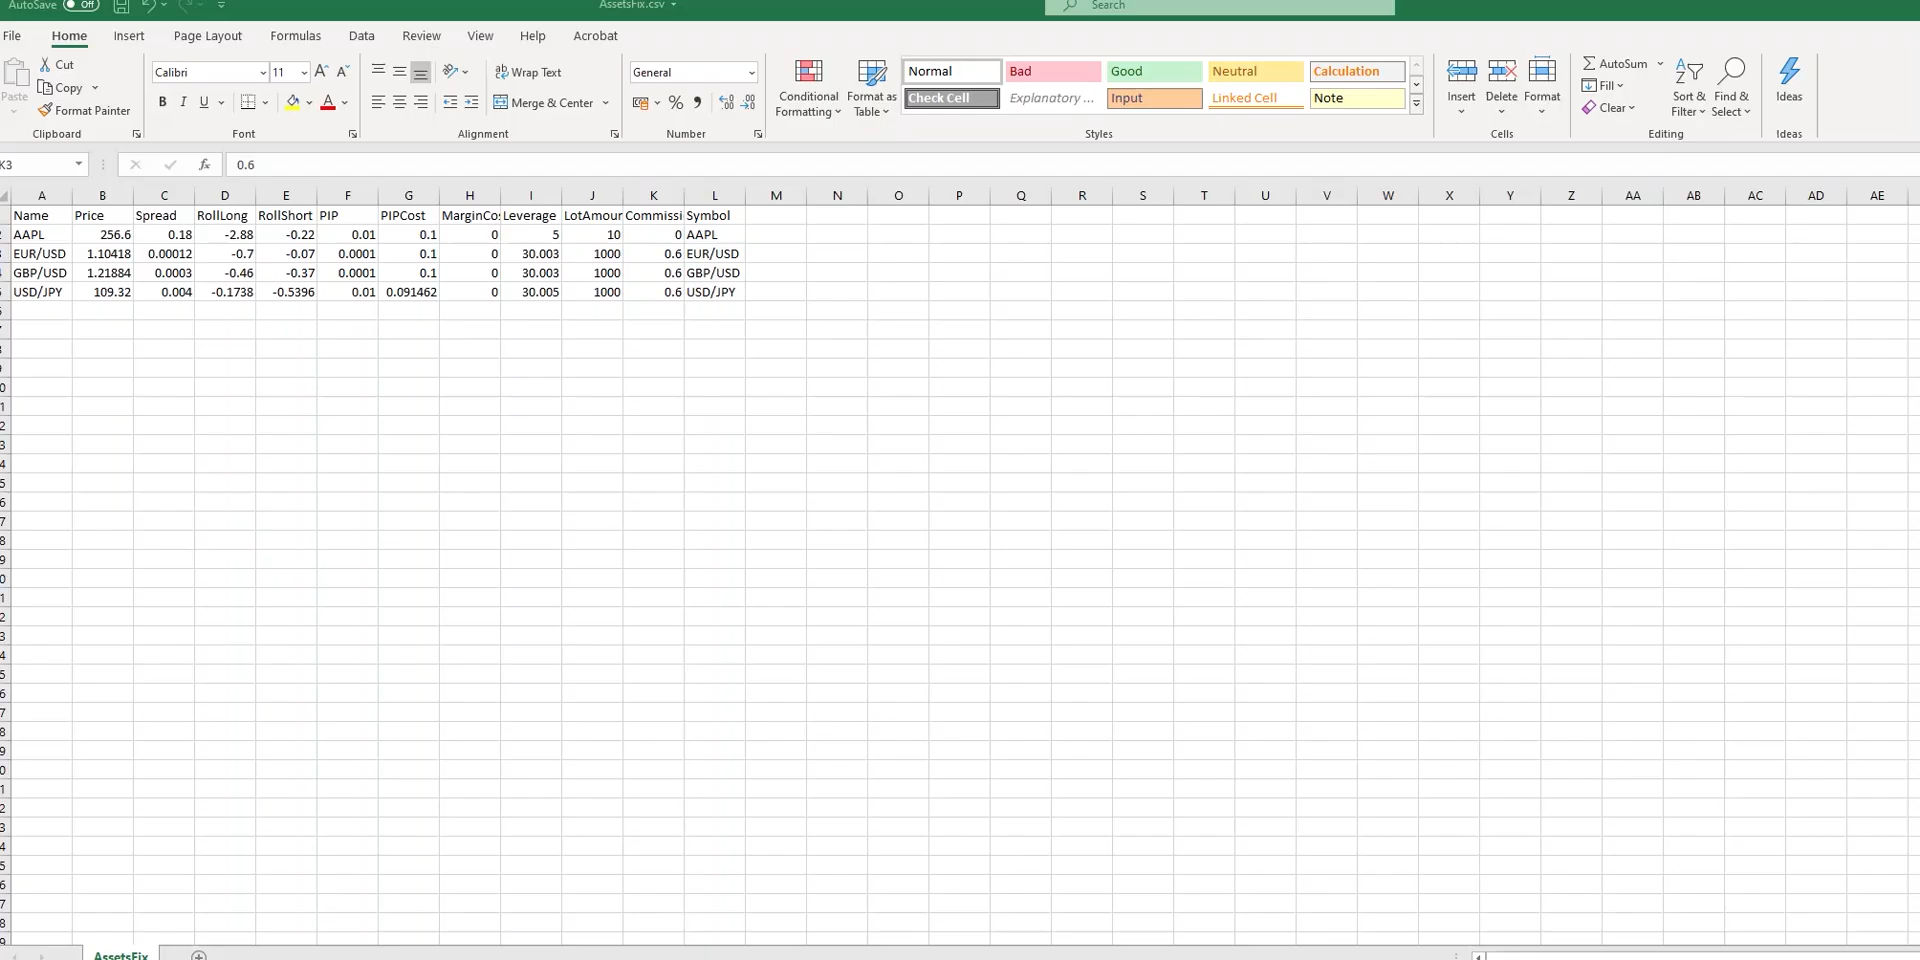 AutoSave Off AssetsFix.csv Search
File Home Insert Page Layout Formulas Data Review View Help Acrobat
Paste Cut Copy Format Painter
Clipboard
Calibri 11
B I U A
Font
Wrap Text
Merge & Center
Alignment
General
%
Number
Conditional Formatting
Format as Table
Normal Bad Good Neutral Calculation
Check Cell Explanatory ... Input Linked Cell Note
Styles
Insert Delete Format
Cells
AutoSum
Fill
Clear
Sort & Filter
Find & Select
Editing
Ideas
Ideas
K3 fx 0.6
A B C D E F G H I J K L M N O P Q R S T U V W X Y Z AA AB AC AD AE
Name Price Spread RollLong RollShort PIP PIPCost MarginCo Leverage LotAmour Commissi Symbol
AAPL 256.6 0.18 -2.88 -0.22 0.01 0.1 0 5 10 0 AAPL
EUR/USD 1.10418 0.00012 -0.7 -0.07 0.0001 0.1 0 30.003 1000 0.6 EUR/USD
GBP/USD 1.21884 0.0003 -0.46 -0.37 0.0001 0.1 0 30.003 1000 0.6 GBP/USD
USD/JPY 109.32 0.004 -0.1738 -0.5396 0.01 0.091462 0 30.005 1000 0.6 USD/JPY
AssetsFix